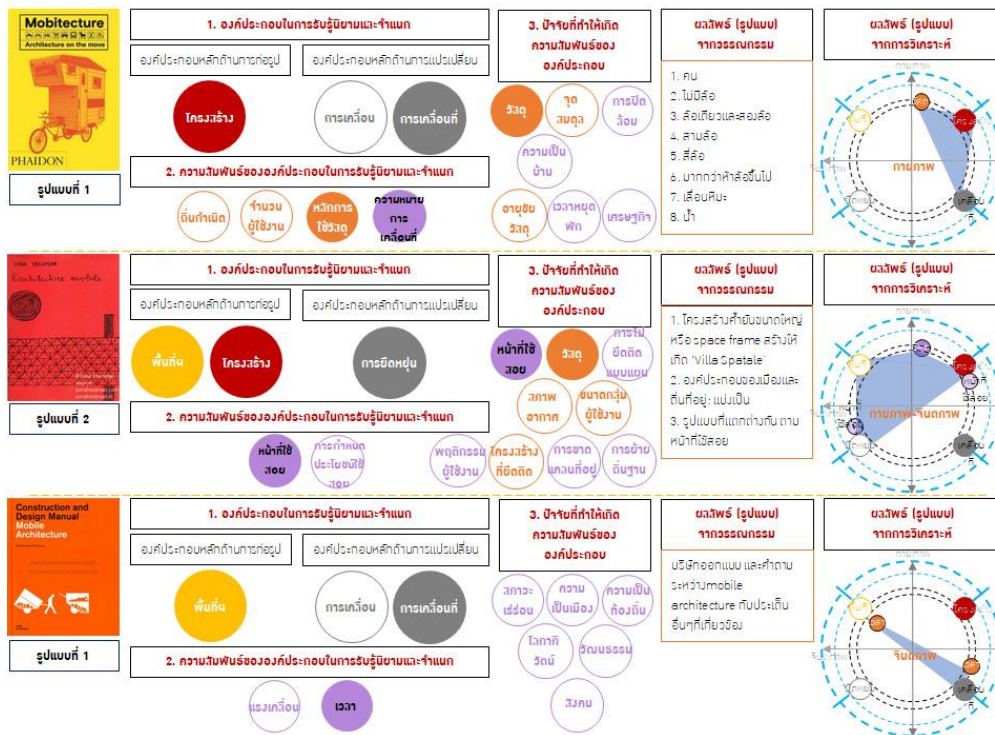 Mobitecture
Architecture on the move
PHAIDON
รูปแบบที่ 1
1. องค์ประกอบในการรับรู้นิยามและจำแนก
องค์ประกอบหลักด้านการก่อรูป
องค์ประกอบหลักด้านการแปรเปลี่ยน
โครงสร้าง
การเคลื่อน
การเคลื่อนที่
2. ความสัมพันธ์ขององค์ประกอบในการรับรู้นิยามและจำแนก
ถิ่นกำเนิด
จำนวน
ผู้ใช้งาน
หลักการ
ใช้วัสดุ
ความหมาย
การ
เคลื่อนที่
3. ปัจจัยที่ทำให้เกิด
ความสัมพันธ์ของ
องค์ประกอบ
วัสดุ
จุด
สมดุล
การปิด
ล้อม
ความเป็น
บ้าน
อายุขัย
วัสดุ
เวลาหยุด
พัก
เศรษฐกิจ
ผลลัพธ์ (รูปแบบ)
จากวรรณกรรม
1. คน
2. ไม่มีล้อ
3. ล้อเดียวและสองล้อ
4. สามล้อ
5. สี่ล้อ
6. มากกว่าห้าล้อขึ้นไป
7. เลื่อนหิมะ
8. น้ำ
ผลลัพธ์ (รูปแบบ)
จากการวิเคราะห์
กายภาพ
กายภาพ
รูปแบบที่ 2
1. องค์ประกอบในการรับรู้นิยามและจำแนก
องค์ประกอบหลักด้านการก่อรูป
องค์ประกอบหลักด้านการแปรเปลี่ยน
พื้นที่ฯ
โครงสร้าง
การยืดหยุ่น
2. ความสัมพันธ์ขององค์ประกอบในการรับรู้นิยามและจำแนก
หน้าที่ใช้
สอย
การกำหนด
ประโยชน์ใช้
สอย
พฤติกรรม
ผู้ใช้งาน
โครงสร้าง
ที่ยึดติด
การขาด
แคลนที่อยู่
การย้าย
ถิ่นฐาน
3. ปัจจัยที่ทำให้เกิด
ความสัมพันธ์ของ
องค์ประกอบ
หน้าที่ใช้
สอย
วัสดุ
การไม่
ยึดติด
แบบแผน
สภาพ
อากาศ
ขนาดกลุ่ม
ผู้ใช้งาน
ผลลัพธ์ (รูปแบบ)
จากวรรณกรรม
1. โครงสร้างค้ำยันขนาดใหญ่
หรือ space frame สร้างให้
เกิด 'Villa Spatale'
2. องค์ประกอบของเมืองและ
ถิ่นที่อยู่ : แบ่งเป็น
3. รูปแบบที่แตกต่างกัน ตาม
หน้าที่ใช้สอย
ผลลัพธ์ (รูปแบบ)
จากการวิเคราะห์
กายภาพ
กายภาพ-จินตภาพ
Construction and
Design Manual
Mobile
Architecture
รูปแบบที่ 1
1. องค์ประกอบในการรับรู้นิยามและจำแนก
องค์ประกอบหลักด้านการก่อรูป
องค์ประกอบหลักด้านการแปรเปลี่ยน
พื้นที่ฯ
การเคลื่อน
การเคลื่อนที่
2. ความสัมพันธ์ขององค์ประกอบในการรับรู้นิยามและจำแนก
แรงเคลื่อน
เวลา
3. ปัจจัยที่ทำให้เกิด
ความสัมพันธ์ของ
องค์ประกอบ
สภาวะ
เร่ร่อน
ความ
เป็นเมือง
ความเป็น
ท้องถิ่น
โลกาภิ
วัตน์
วัฒนธรรม
สังคม
ผลลัพธ์ (รูปแบบ)
จากวรรณกรรม
บริษัทออกแบบ และคำถาม
ระหว่างmobile
architecture กับประเด็น
อื่นๆที่เกี่ยวข้อง
ผลลัพธ์ (รูปแบบ)
จากการวิเคราะห์
กายภาพ
จินตภาพ